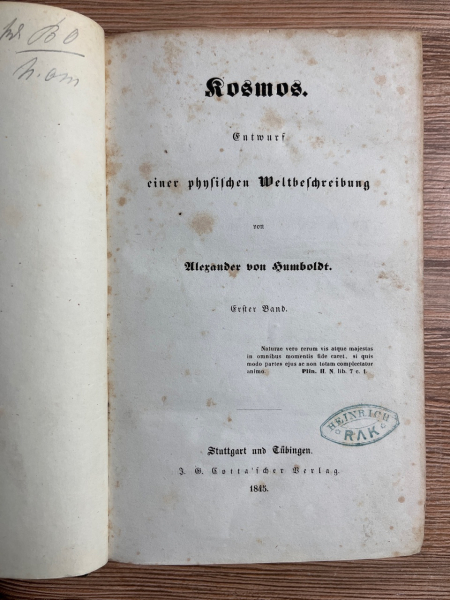 Kosmos.
Entwurf
einer physischen Weltbeschreibung
von
Alexander von Humboldt.
Erster Band.
Naturae vero rerum vis atque majestas
in omnibus momentis fide caret, si quis
modo partes ejus ac non totam complectatur
animo. Plin. H. N. lib. 7 c. 1.
HEINRICH
RAK
Stuttgart und Tübingen.
J. G. Cotta'scher Verlag.
1845.